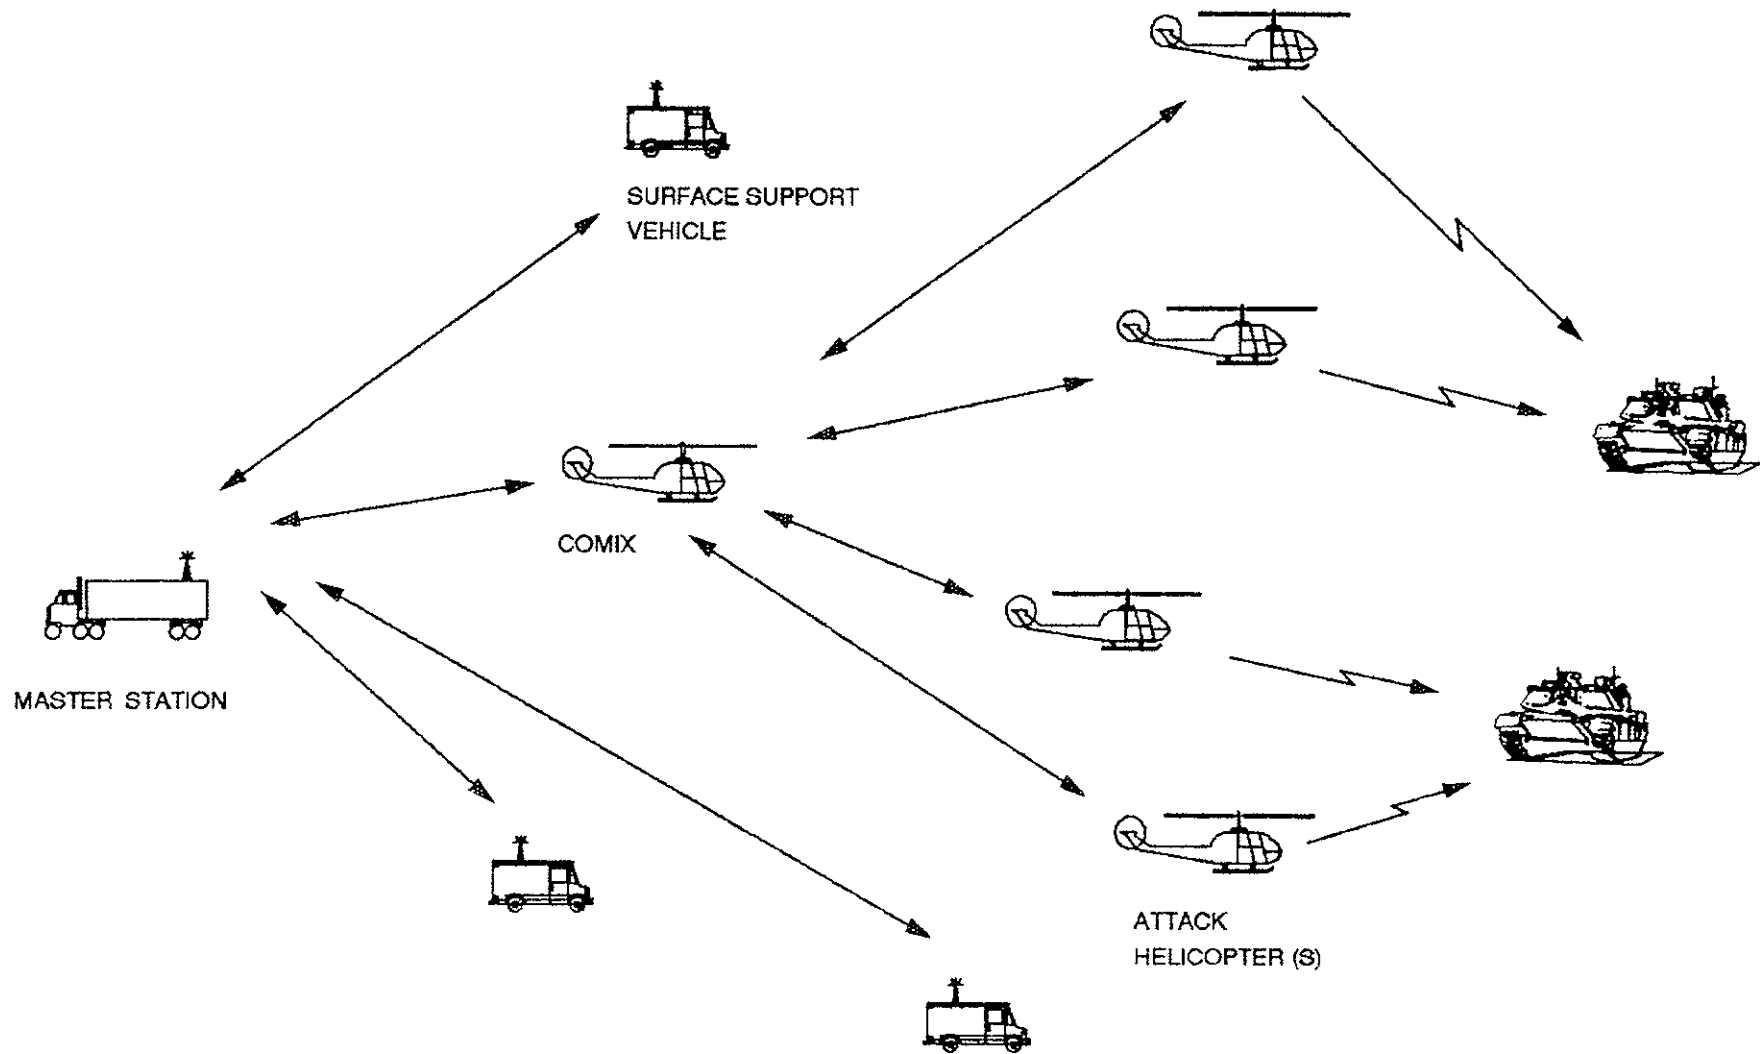 SURFACE SUPPORT
VEHICLE
COMIX
MASTER STATION
ATTACK
HELICOPTER (S)